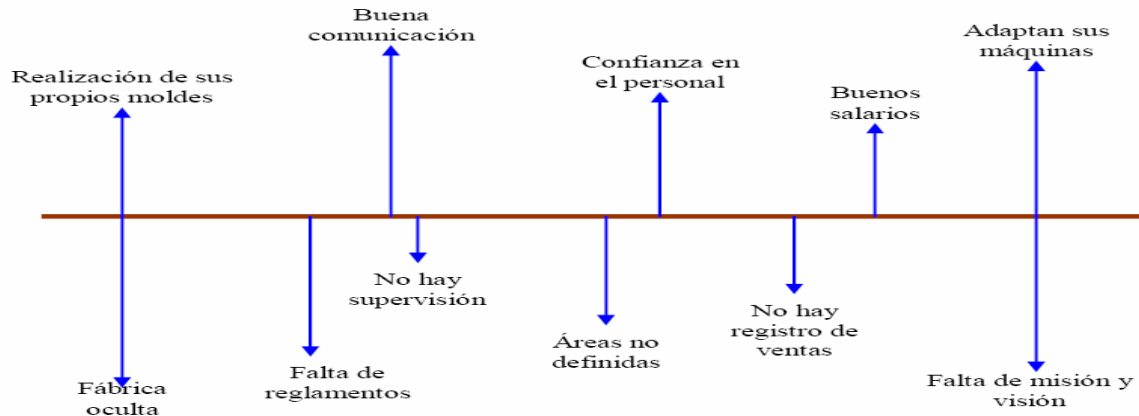 Buena
comunicación
Adaptan sus
máquinas
Realización de sus
propios moldes
Confianza en
el personal
Buenos
salarios
No hay
supervisión
No hay
registro de
ventas
Áreas no
definidas
Falta de
reglamentos
Fábrica
oculta
Falta de misión y
visión